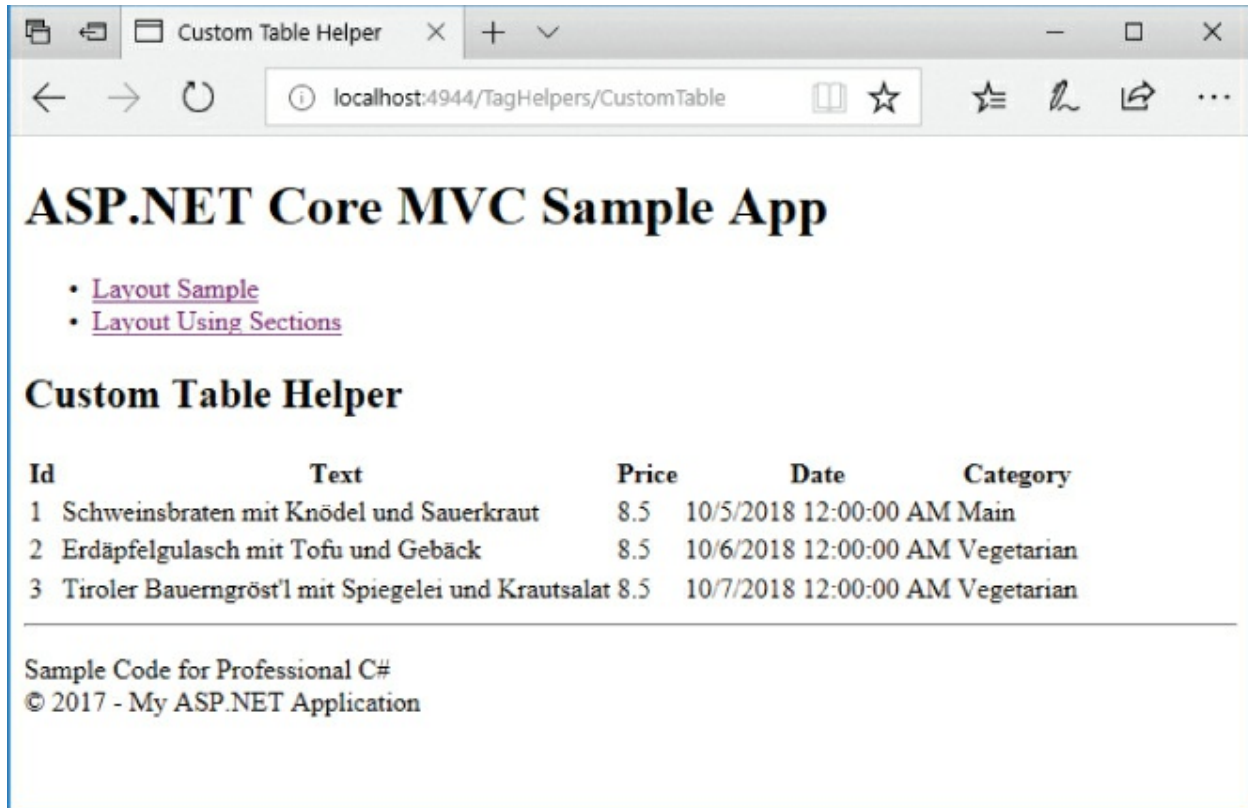 Custom Table Helper
localhost:4944/TagHelpers/CustomTable
ASP.NET Core MVC Sample App
• Layout Sample
• Layout Using Sections
Custom Table Helper
Id Text Price Date Category
1 Schweinsbraten mit Knödel und Sauerkraut 8.5 10/5/2018 12:00:00 AM Main
2 Erdäpfelgulasch mit Tofu und Gebäck 8.5 10/6/2018 12:00:00 AM Vegetarian
3 Tiroler Bauerngröst'l mit Spiegelei und Krautsalat 8.5 10/7/2018 12:00:00 AM Vegetarian
Sample Code for Professional C#
© 2017 - My ASP.NET Application